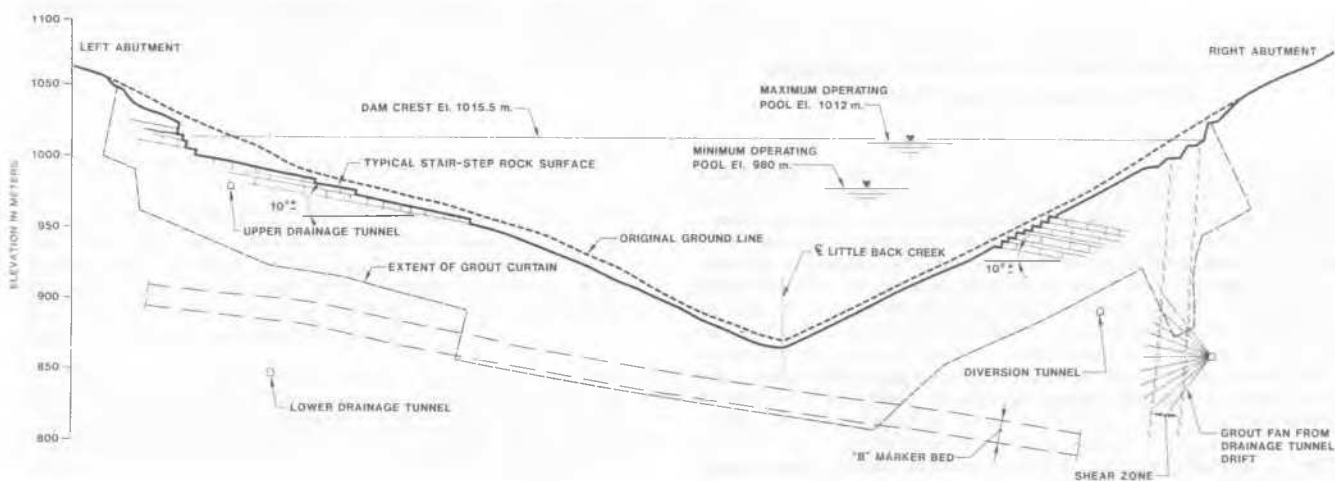 1100
LEFT ABUTMENT
RIGHT ABUTMENT
1050
MAXIMUM OPERATING
POOL El. 1012 m.
DAM CREST El. 1015.5 m.
MINIMUM OPERATING
POOL El. 980 m.
1000
TYPICAL STAIR-STEP ROCK SURFACE
10°±
UPPER DRAINAGE TUNNEL
950
ORIGINAL GROUND LINE
℄ LITTLE BACK CREEK
10°±
EXTENT OF GROUT CURTAIN
900
ELEVATION IN METERS
850
DIVERSION TUNNEL
LOWER DRAINAGE TUNNEL
800
"B" MARKER BED
GROUT FAN FROM
DRAINAGE TUNNEL
DRIFT
SHEAR ZONE